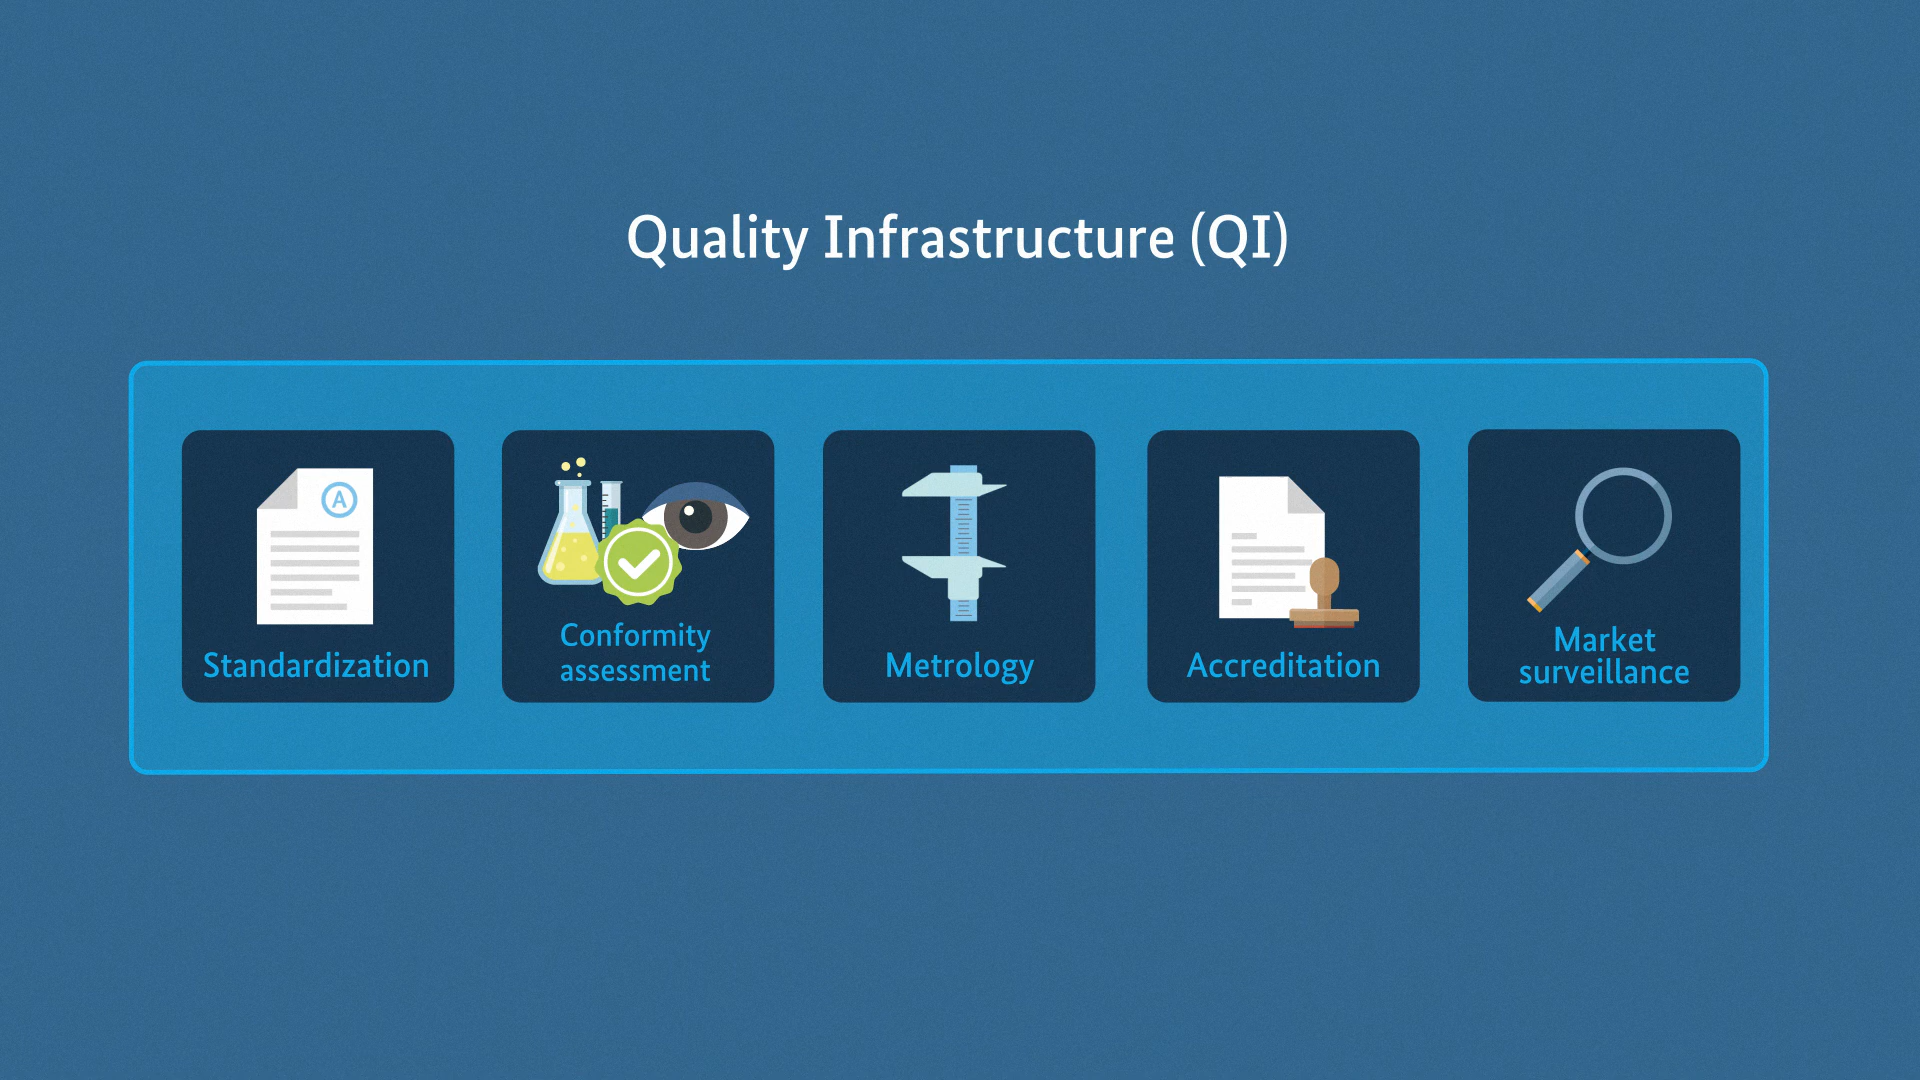 Quality Infrastructure (QI)
A
Standardization
Conformity
assessment
Metrology
Accreditation
Market
surveillance